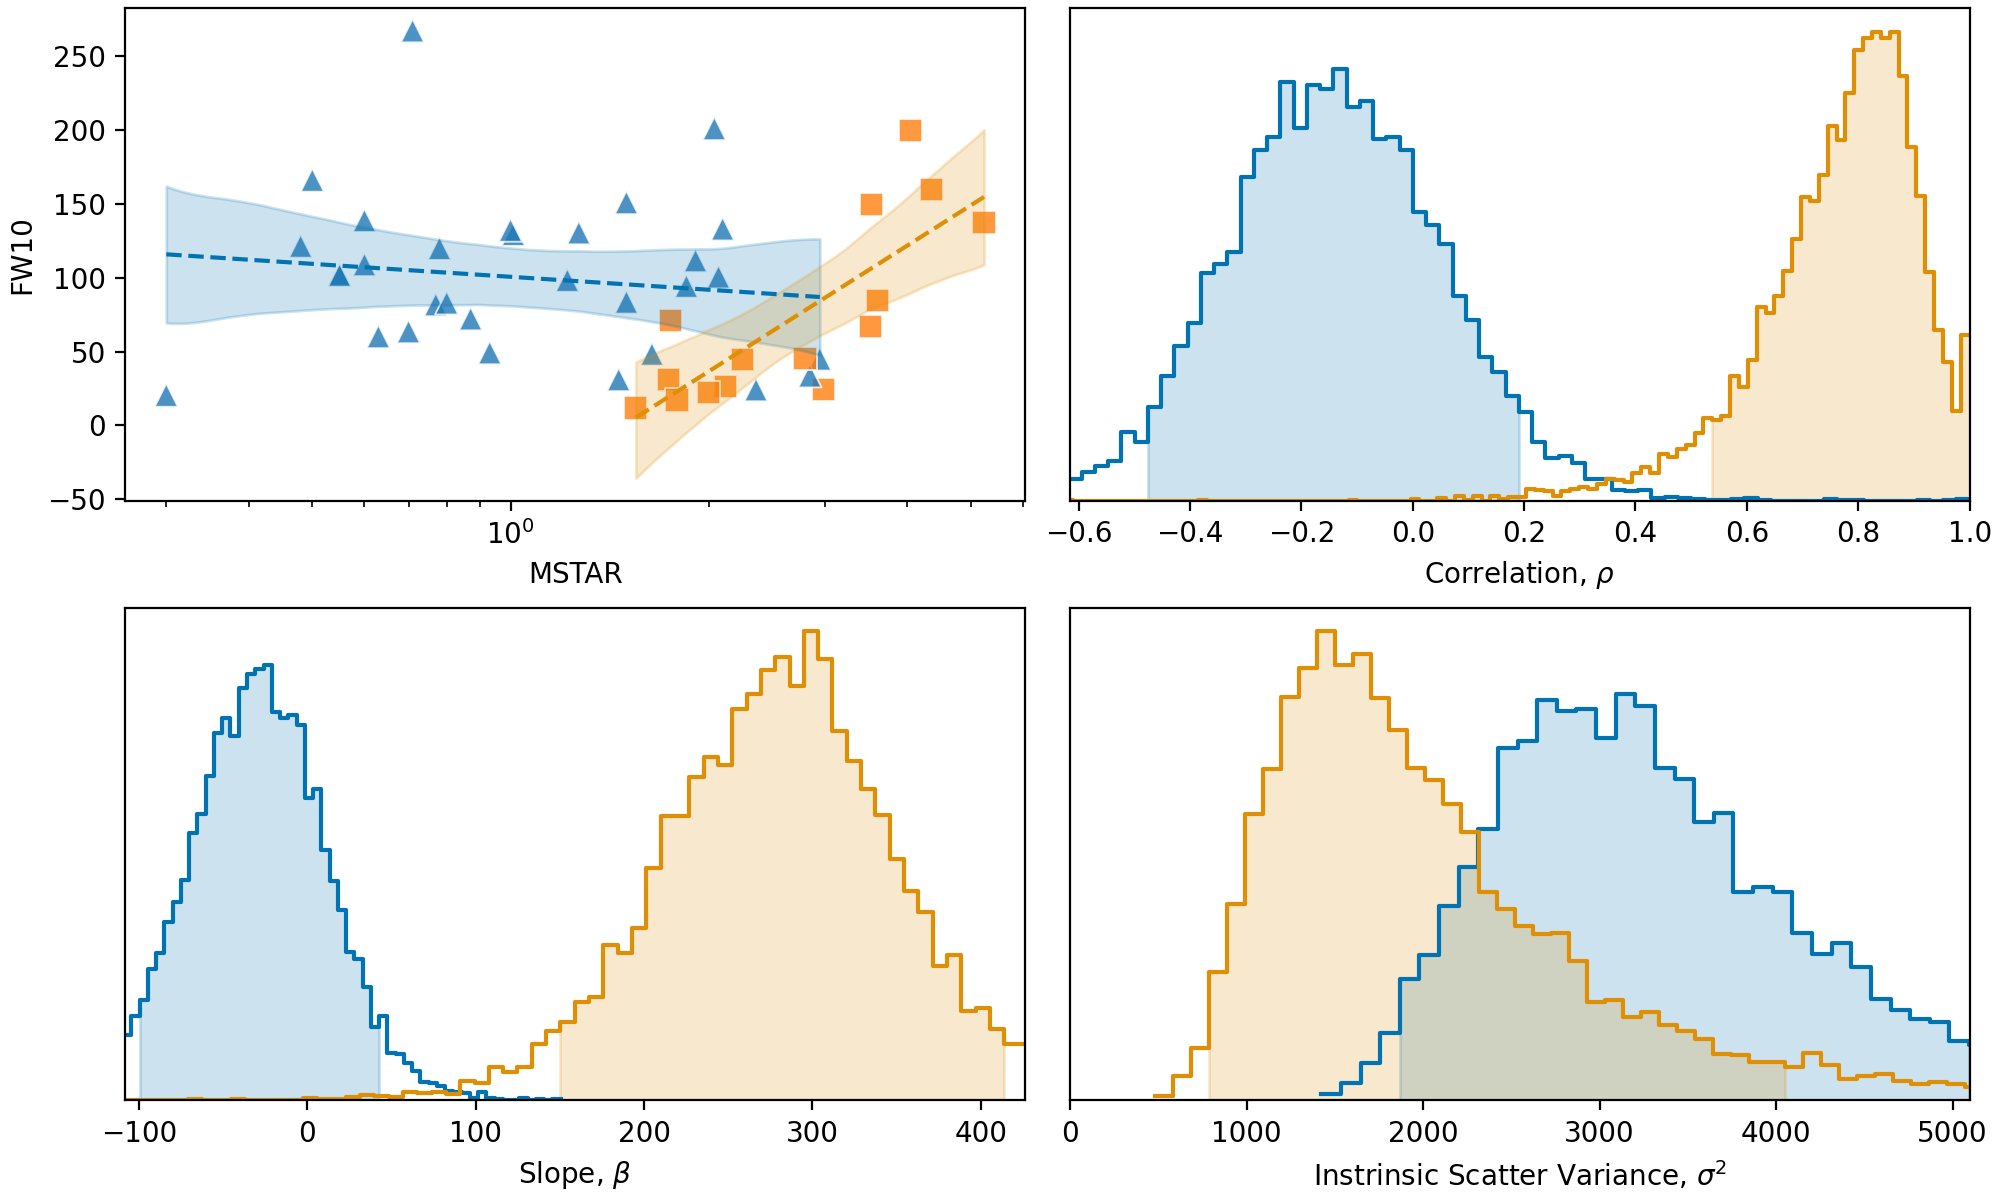 250
200
150
100
50
0
−50
FW10
10⁰
MSTAR
−0.6 −0.4 −0.2 0.0 0.2 0.4 0.6 0.8 1.0
Correlation, ρ
−100 0 100 200 300 400
Slope, β
0 1000 2000 3000 4000 5000
Instrinsic Scatter Variance, σ²